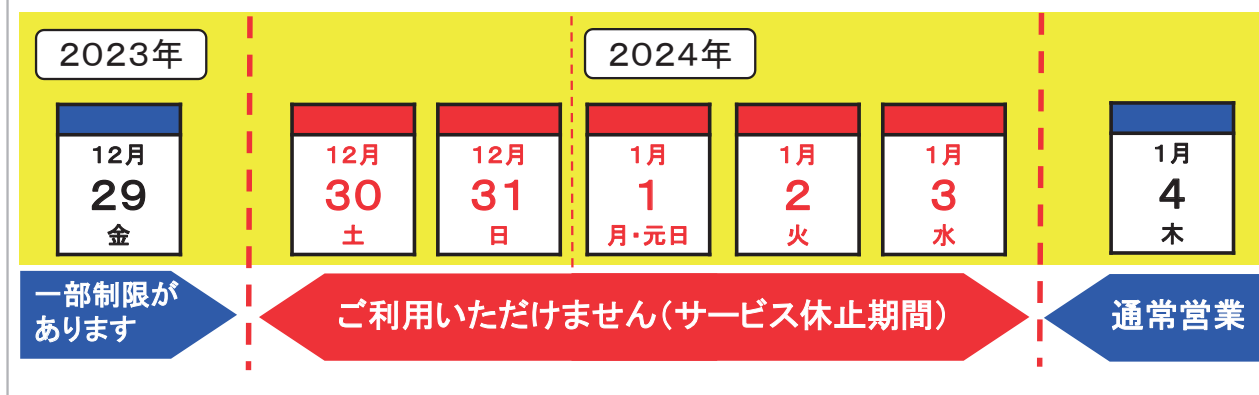 2023年
2024年
12月
29
金
12月
30
土
12月
31
日
1月
1
月・元日
1月
2
火
1月
3
水
1月
4
木
一部制限が
あります
ご利用いただけません(サービス休止期間)
通常営業